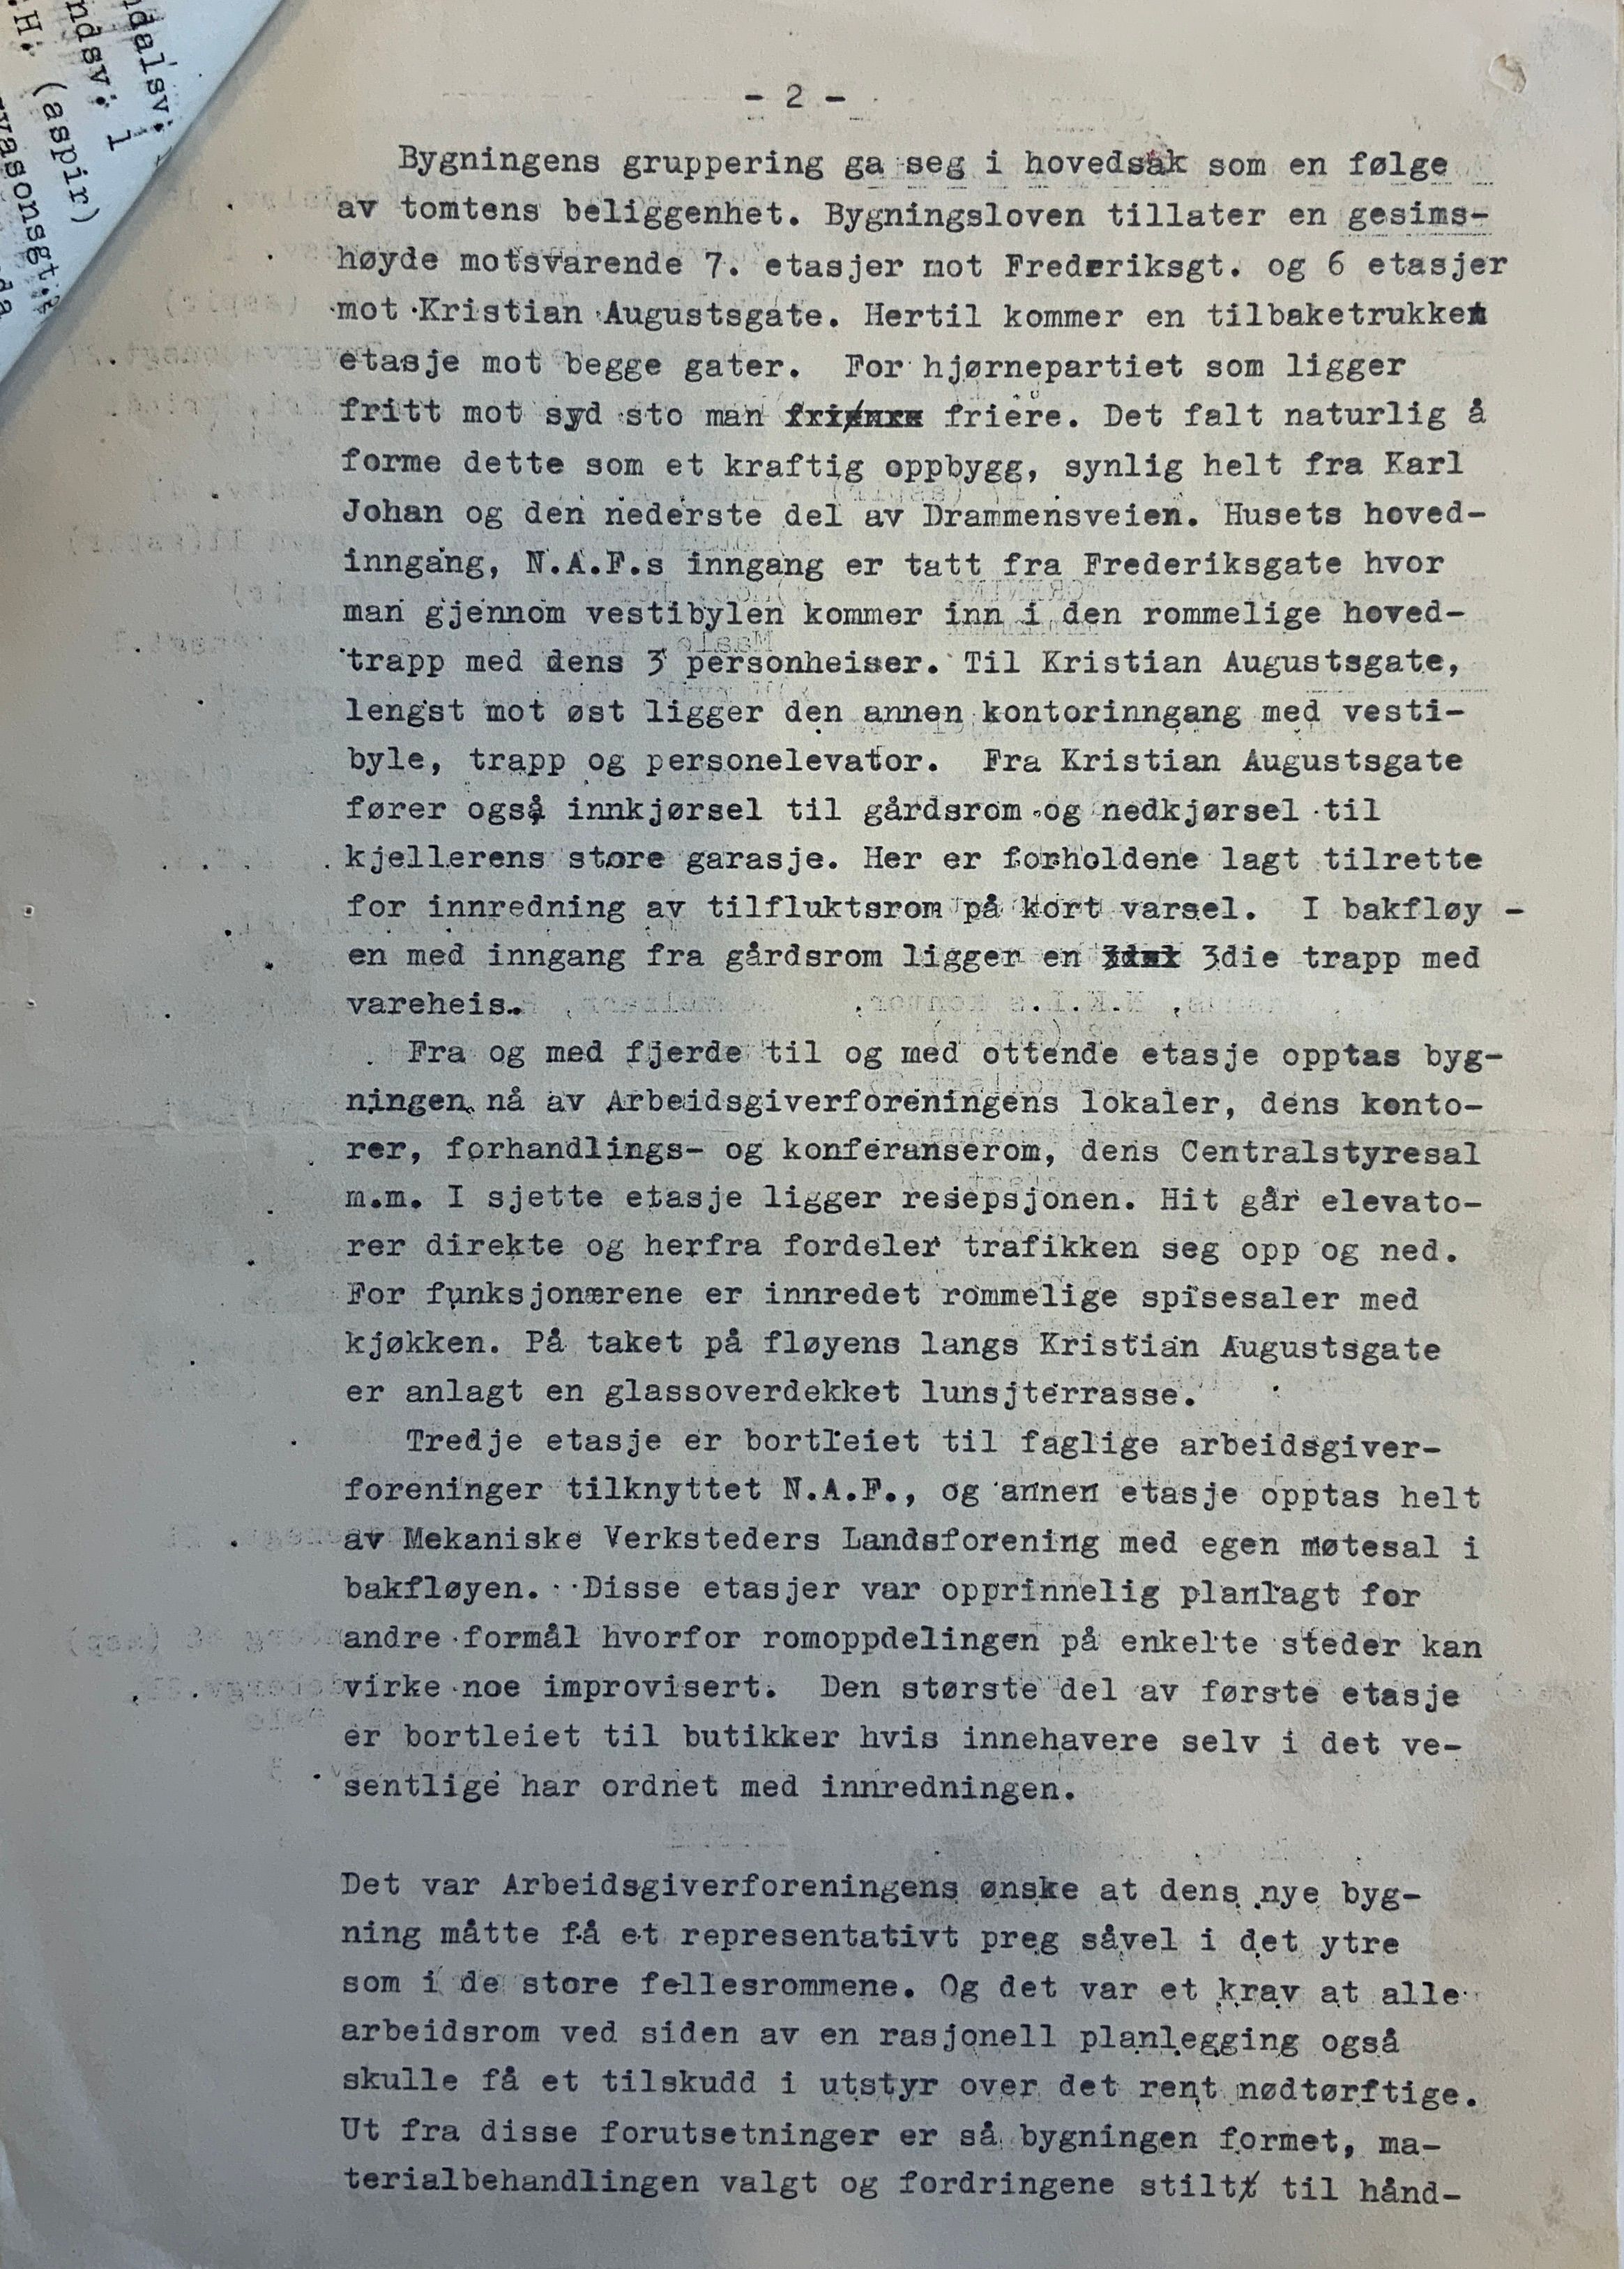 ndalsv.
ndsv. 1
.H. (aspir)
vasonsgt.
- 2 -
Bygningens gruppering ga seg i hovedsak som en følge
av tomtens beliggenhet. Bygningsloven tillater en gesims-
høyde motsvarende 7. etasjer mot Frederiksgt. og 6 etasjer
mot Kristian Augustsgate. Hertil kommer en tilbaketrukket
etasje mot begge gater. For hjørnepartiet som ligger
fritt mot syd sto man friere. Det falt naturlig å
forme dette som et kraftig oppbygg, synlig helt fra Karl
Johan og den nederste del av Drammensveien. Husets hoved-
inngang, N.A.F.s inngang er tatt fra Frederiksgate hvor
man gjennom vestibylen kommer inn i den rommelige hoved-
trapp med dens 3 personheiser. Til Kristian Augustsgate,
lengst mot øst ligger den annen kontorinngang med vesti-
byle, trapp og personelevator. Fra Kristian Augustsgate
fører også innkjørsel til gårdsrom og nedkjørsel til
kjellerens store garasje. Her er forholdene lagt tilrette
for innredning av tilfluktsrom på kort varsel. I bakfløy -
en med inngang fra gårdsrom ligger en 3die trapp med
vareheis.
Fra og med fjerde til og med ottende etasje opptas byg-
ningen nå av Arbeidsgiverforeningens lokaler, dens konto-
rer, forhandlings- og konferanserom, dens Centralstyresal
m.m. I sjette etasje ligger resepsjonen. Hit går elevato-
rer direkte og herfra fordeler trafikken seg opp og ned.
For funksjonærene er innredet rommelige spisesaler med
kjøkken. På taket på fløyens langs Kristian Augustsgate
er anlagt en glassoverdekket lunsjterrasse.
Tredje etasje er bortleiet til faglige arbeidsgiver-
foreninger tilknyttet N.A.F., og annen etasje opptas helt
av Mekaniske Verksteders Landsforening med egen møtesal i
bakfløyen. Disse etasjer var opprinnelig planlagt for
andre formål hvorfor romoppdelingen på enkelte steder kan
virke noe improvisert. Den største del av første etasje
er bortleiet til butikker hvis innehavere selv i det ve-
sentlige har ordnet med innredningen.
Det var Arbeidsgiverforeningens ønske at dens nye byg-
ning måtte få et representativt preg såvel i det ytre
som i de store fellesrommene. Og det var et krav at alle
arbeidsrom ved siden av en rasjonell planlegging også
skulle få et tilskudd i utstyr over det rent nødtørftige.
Ut fra disse forutsetninger er så bygningen formet, ma-
terialbehandlingen valgt og fordringene stilt til hånd-